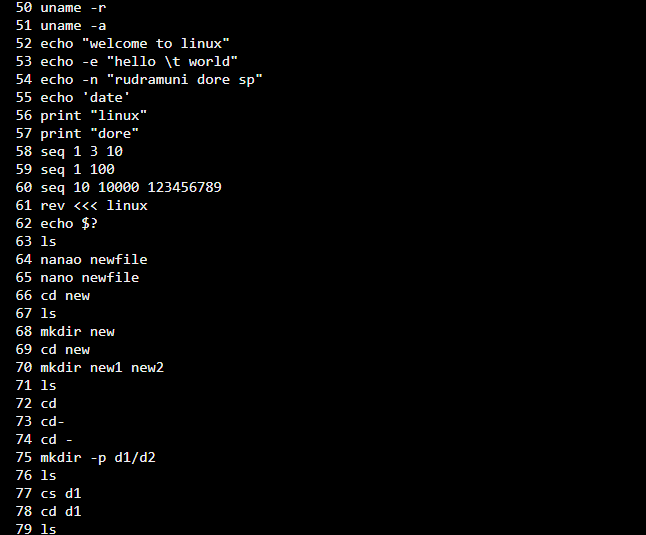 50 uname -r
51 uname -a
52 echo "welcome to linux"
53 echo -e "hello \t world"
54 echo -n "rudramuni dore sp"
55 echo 'date'
56 print "linux"
57 print "dore"
58 seq 1 3 10
59 seq 1 100
60 seq 10 10000 123456789
61 rev <<< linux
62 echo $?
63 ls
64 nanao newfile
65 nano newfile
66 cd new
67 ls
68 mkdir new
69 cd new
70 mkdir new1 new2
71 ls
72 cd
73 cd-
74 cd -
75 mkdir -p d1/d2
76 ls
77 cs d1
78 cd d1
79 ls